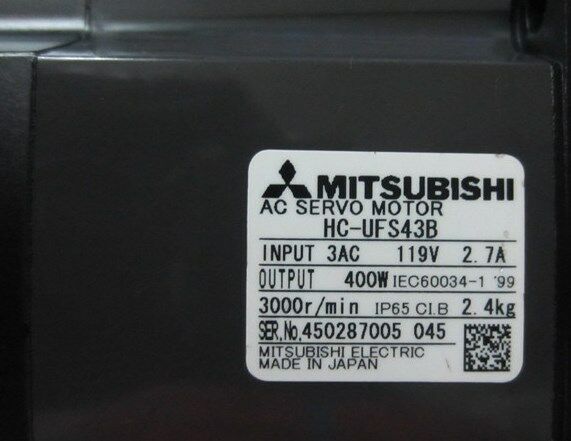 MITSUBISHI
AC SERVO MOTOR
HC-UFS43B
INPUT 3AC 119V 2.7A
OUTPUT 400W IEC60034-1 '99
3000r/min IP65 CI.B 2.4kg
SER.No.450287005 045
MITSUBISHI ELECTRIC
MADE IN JAPAN